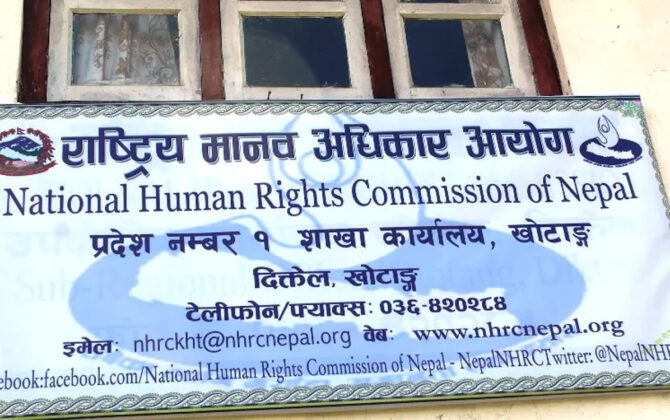 राष्ट्रिय मानव अधिकार आयोग
National Human Rights Commission of Nepal
प्रदेश नम्बर १ शाखा कार्यालय, खोटाङ्ग
दिक्तेल, खोटाङ्ग
टेलीफोन/फ्याक्स: ०३६-४२०२८४
इमेल: nhrckht@nhrcnepal.org वेब: www.nhrcnepal.org
ebook:facebook.com/National Human Rights Commission of Nepal - NepalNHRCTwitter: @NepalNHR